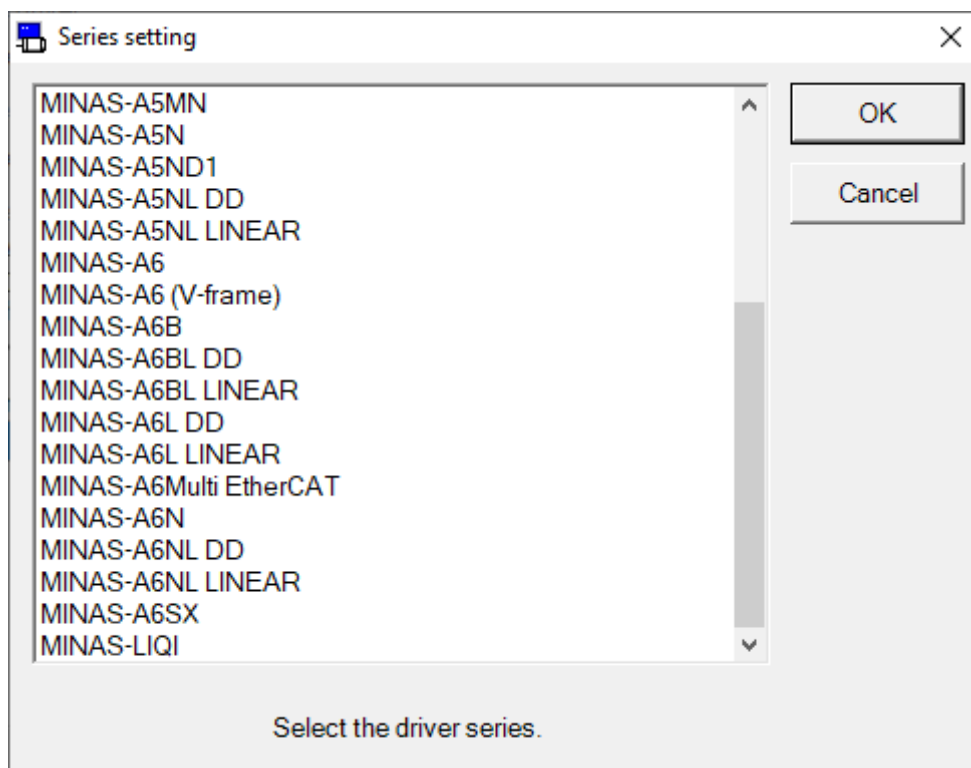 Series setting
MINAS-A5MN
MINAS-A5N
MINAS-A5ND1
MINAS-A5NL DD
MINAS-A5NL LINEAR
MINAS-A6
MINAS-A6 (V-frame)
MINAS-A6B
MINAS-A6BL DD
MINAS-A6BL LINEAR
MINAS-A6L DD
MINAS-A6L LINEAR
MINAS-A6Multi EtherCAT
MINAS-A6N
MINAS-A6NL DD
MINAS-A6NL LINEAR
MINAS-A6SX
MINAS-LIQI
OK
Cancel
Select the driver series.